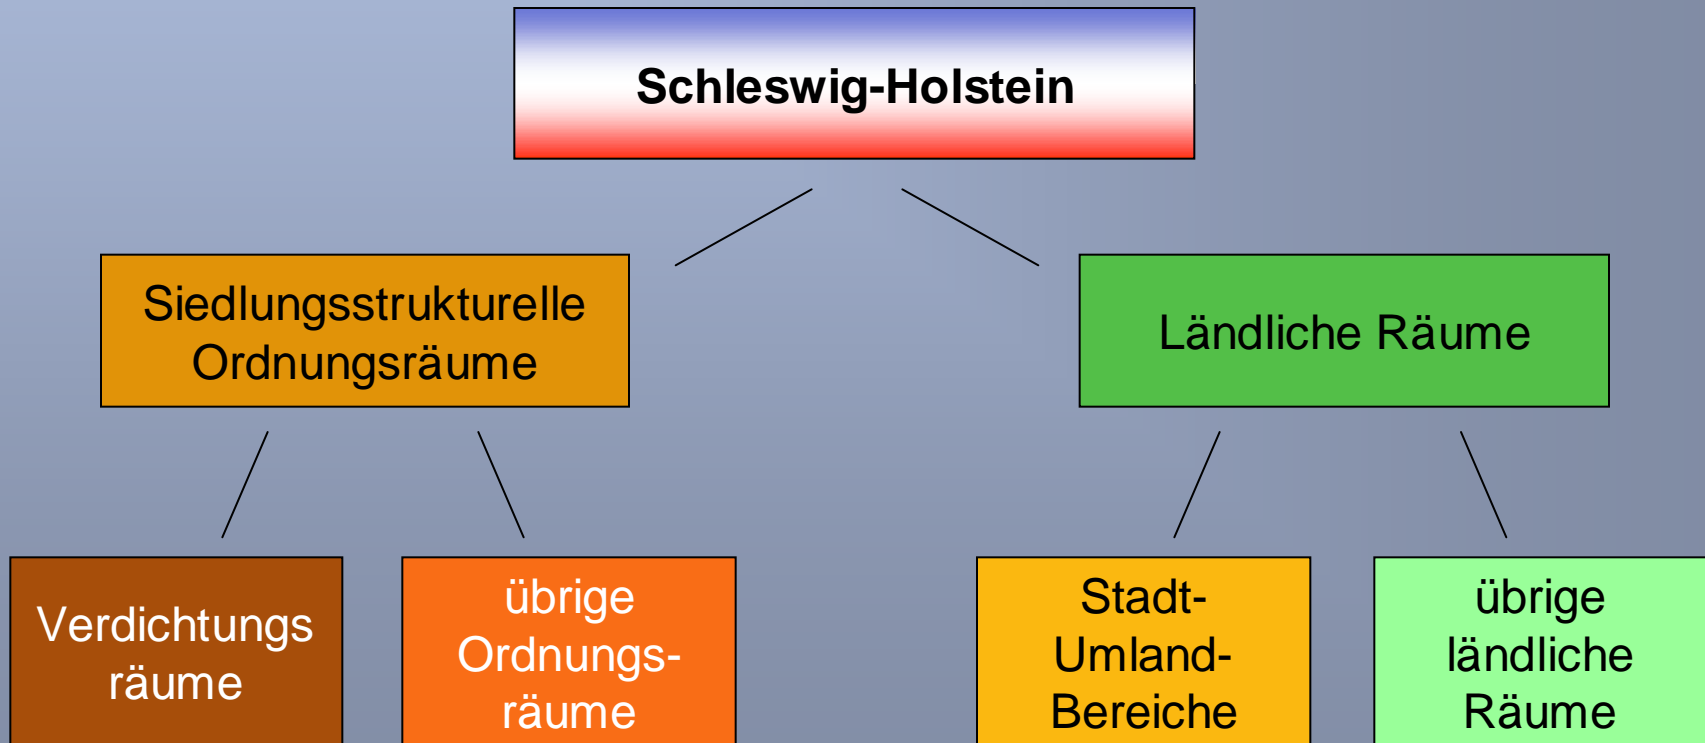 Schleswig-Holstein
Siedlungsstrukturelle
Ordnungsräume
Ländliche Räume
Verdichtungs
räume
übrige
Ordnungs-
räume
Stadt-
Umland-
Bereiche
übrige
ländliche
Räume